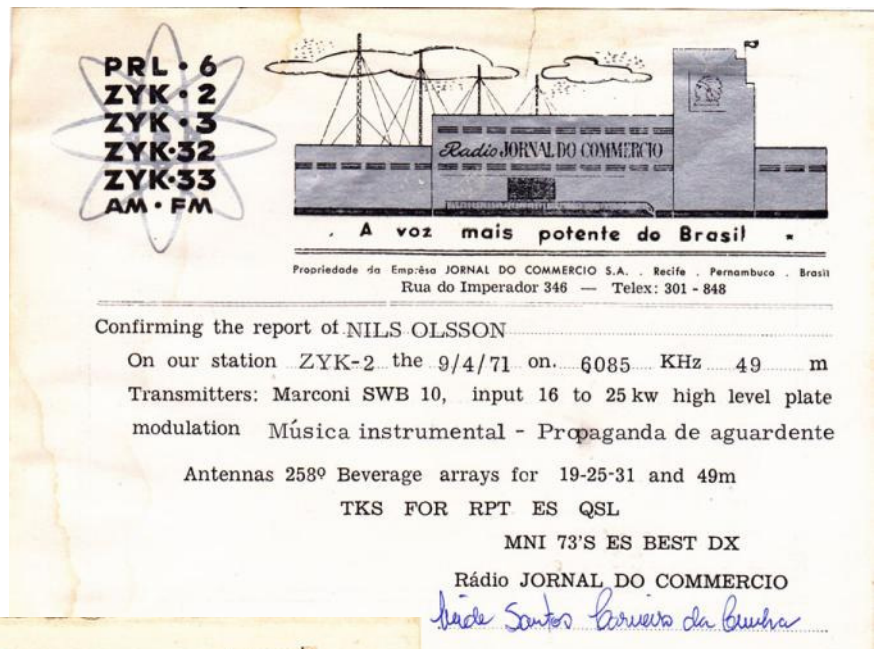 PRL • 6
ZYK • 2
ZYK • 3
ZYK•32
ZYK•33
AM • FM
Radio JORNAL DO COMMERCIO
A voz mais potente do Brasil
Propriedade da Emprêsa JORNAL DO COMMERCIO S.A. . Recife . Pernambuco . Brasil
Rua do Imperador 346 — Telex: 301 - 848
Confirming the report of NILS OLSSON
On our station ZYK-2 the 9/4/71 on. 6085 KHz 49 m
Transmitters: Marconi SWB 10, input 16 to 25 kw high level plate
modulation Música instrumental - Propaganda de aguardente
Antennas 258º Beverage arrays for 19-25-31 and 49m
TKS FOR RPT ES QSL
MNI 73'S ES BEST DX
Rádio JORNAL DO COMMERCIO
Santos Carneiro da Cunha